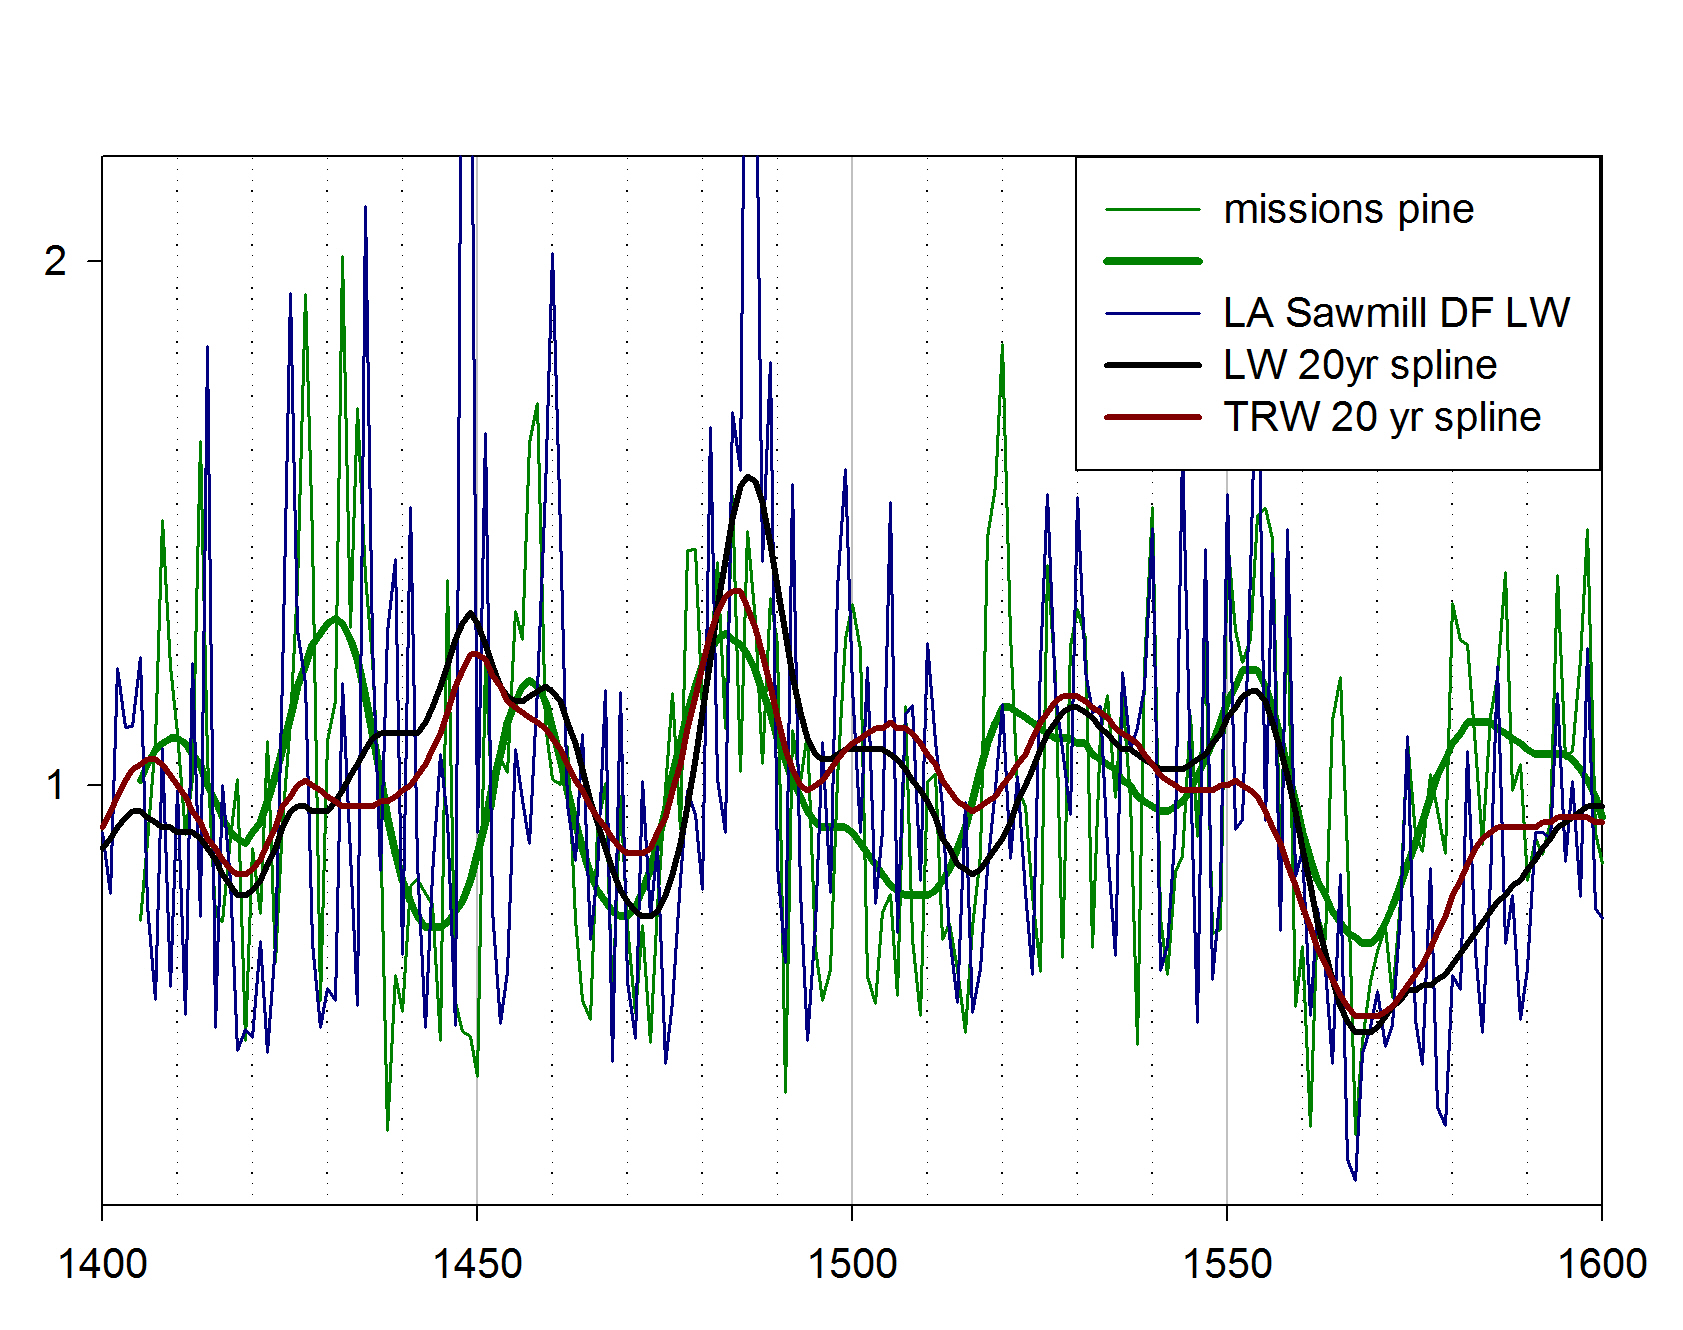 missions pine
2
LA Sawmill DF LW
LW 20yr spline
TRW 20 yr spline
1
1400 1450 1500 1550 1600